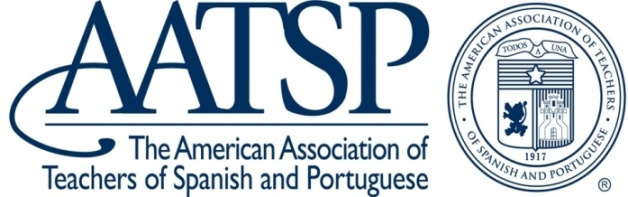 AATSP
The American Association of
Teachers of Spanish and Portuguese
THE AMERICAN ASSOCIATION OF TEACHERS
OF SPANISH AND PORTUGUESE
TODOS A UNA
1917
®